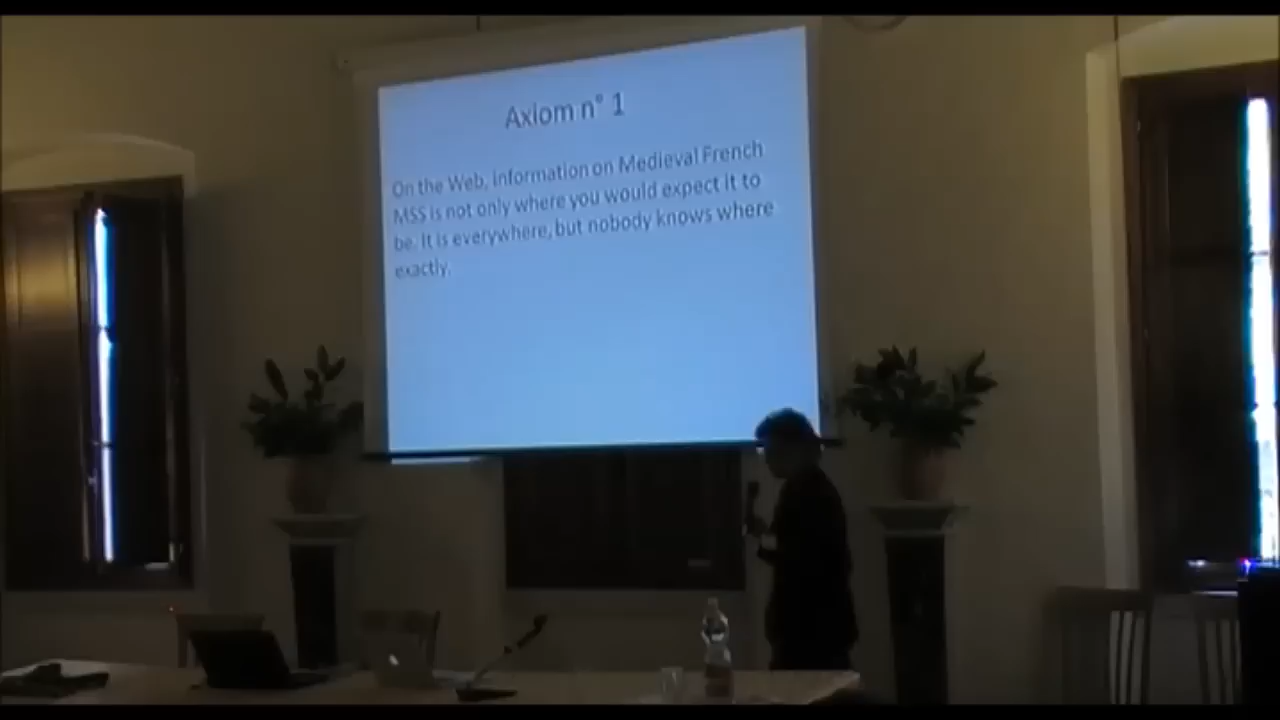 Axiom n° 1
On the Web, information on Medieval French
MSS is not only where you would expect it to
be. It is everywhere, but nobody knows where
exactly.